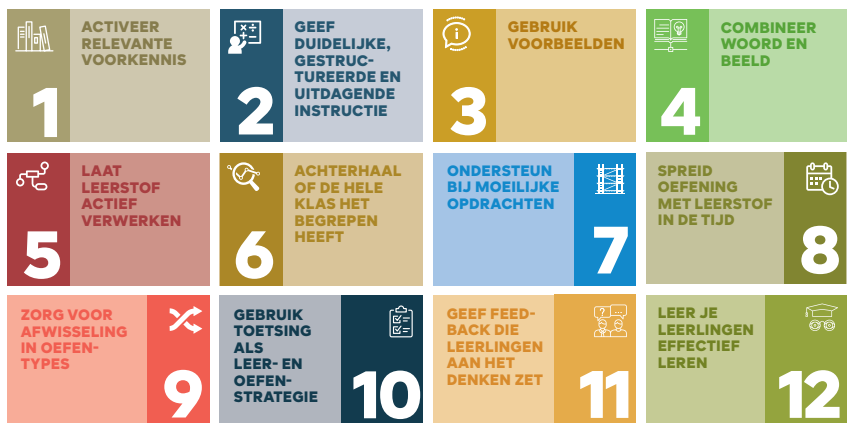 ACTIVEER
RELEVANTE
VOORKENNIS
1
GEEF
DUIDELIJKE,
GESTRUC-
TUREERDE EN
UITDAGENDE
INSTRUCTIE
2
GEBRUIK
VOORBEELDEN
3
COMBINEER
WOORD EN
BEELD
4
LAAT
LEERSTOF
ACTIEF
VERWERKEN
5
ACHTERHAAL
OF DE HELE
KLAS HET
BEGREPEN
HEEFT
6
ONDERSTEUN
BIJ MOEILIJKE
OPDRACHTEN
7
SPREID
OEFENING
MET LEERSTOF
IN DE TIJD
8
ZORG VOOR
AFWISSELING
IN OEFEN-
TYPES
9
GEBRUIK
TOETSING
ALS
LEER- EN
OEFEN-
STRATEGIE
10
GEEF FEED-
BACK DIE
LEERLINGEN
AAN HET
DENKEN ZET
?
11
LEER JE
LEERLINGEN
EFFECTIEF
LEREN
12